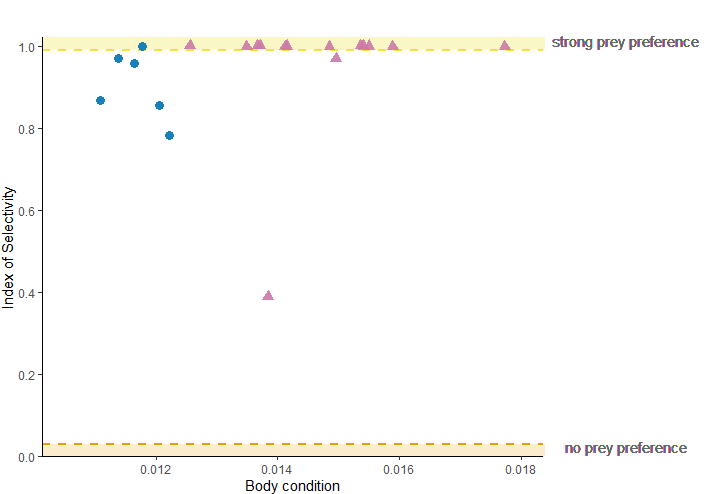 1.0
strong prey preference
0.8
0.6
Index of Selectivity
0.4
0.2
no prey preference
0.0
0.012
0.014
0.016
0.018
Body condition